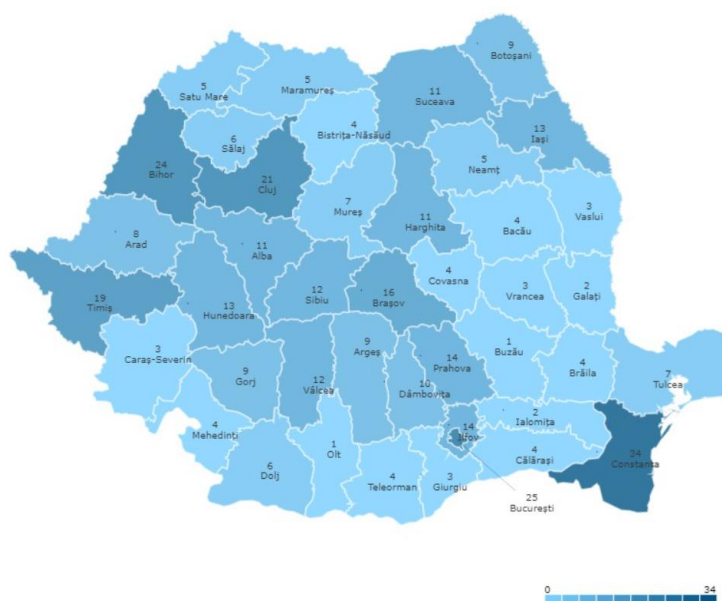 9
Botoșani
5
Satu Mare
5
Maramureș
11
Suceava
4
Bistrița-Năsăud
13
Iași
6
Sălaj
24
Bihor
21
Cluj
5
Neamț
7
Mureș
3
Vaslui
11
Harghita
4
Bacău
8
Arad
11
Alba
4
Covasna
3
Vrancea
2
Galați
12
Sibiu
16
Brașov
19
Timiș
13
Hunedoara
3
Caraș-Severin
9
Argeș
1
Buzău
14
Prahova
4
Brăila
9
Gorj
12
Vâlcea
10
Dâmbovița
7
Tulcea
4
Mehedinți
14
Ilfov
2
Ialomița
1
Olt
4
Călărași
34
Constanța
6
Dolj
4
Teleorman
3
Giurgiu
25
București
0 34